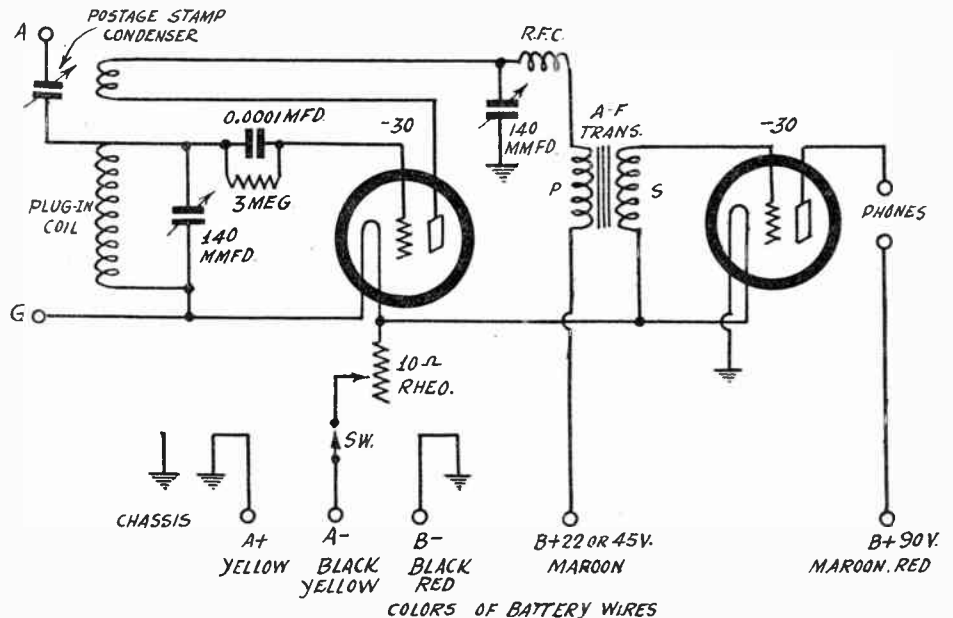 POSTAGE STAMP
CONDENSER
A
R.F.C.
0.0001 MFD.
-30
140
MMFD.
A-F
TRANS.
-30
P
S
3 MEG
PLUG-IN
COIL
140
MMFD.
PHONES
G
10Ω
RHEO.
SW.
CHASSIS
A+
YELLOW
A-
BLACK
YELLOW
B-
BLACK
RED
B+22 OR 45V.
MAROON
B+90V.
MAROON. RED
COLORS OF BATTERY WIRES